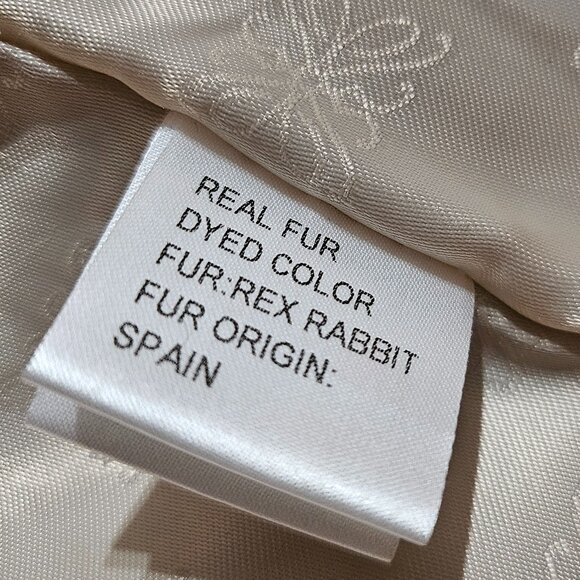 REAL FUR
DYED COLOR
FUR:REX RABBIT
FUR ORIGIN:
SPAIN